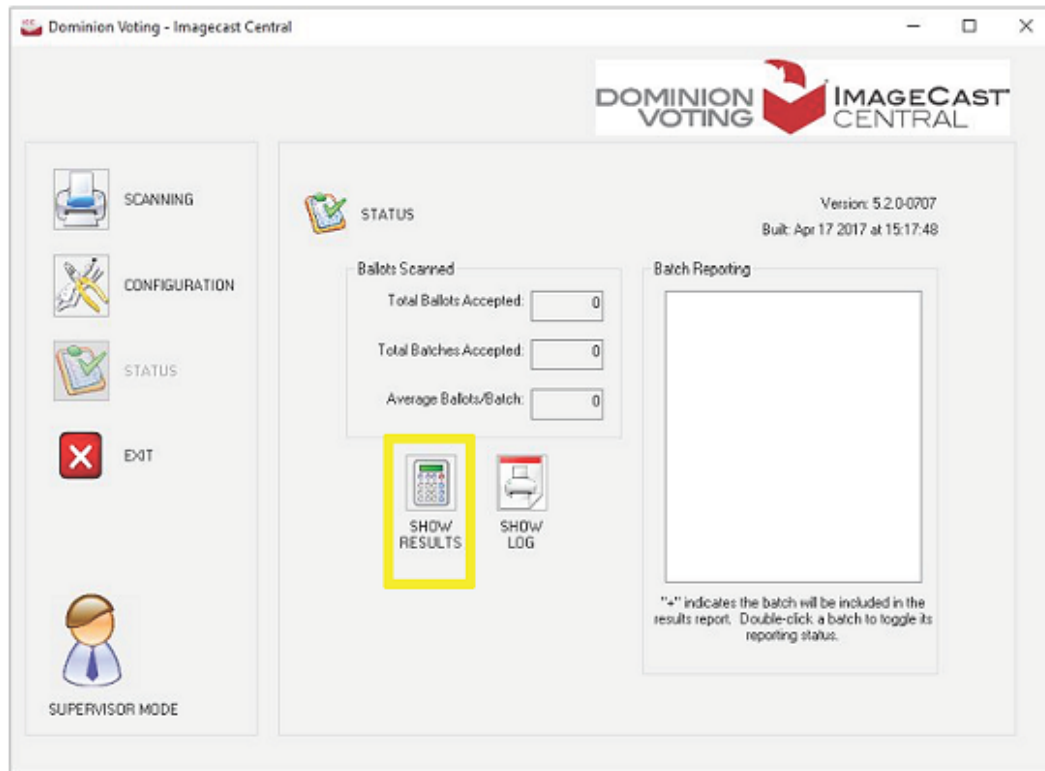 Dominion Voting - Imagecast Central
DOMINION
VOTING
IMAGECAST
CENTRAL
SCANNING
CONFIGURATION
STATUS
EXIT
SUPERVISOR MODE
STATUS
Version: 5.2.0-0707
Built: Apr 17 2017 at 15:17:48
Ballots Scanned
Total Ballots Accepted: 0
Total Batches Accepted: 0
Average Ballots/Batch: 0
SHOW
RESULTS
SHOW
LOG
Batch Reporting
"+" indicates the batch will be included in the
results report. Double-click a batch to toggle its
reporting status.